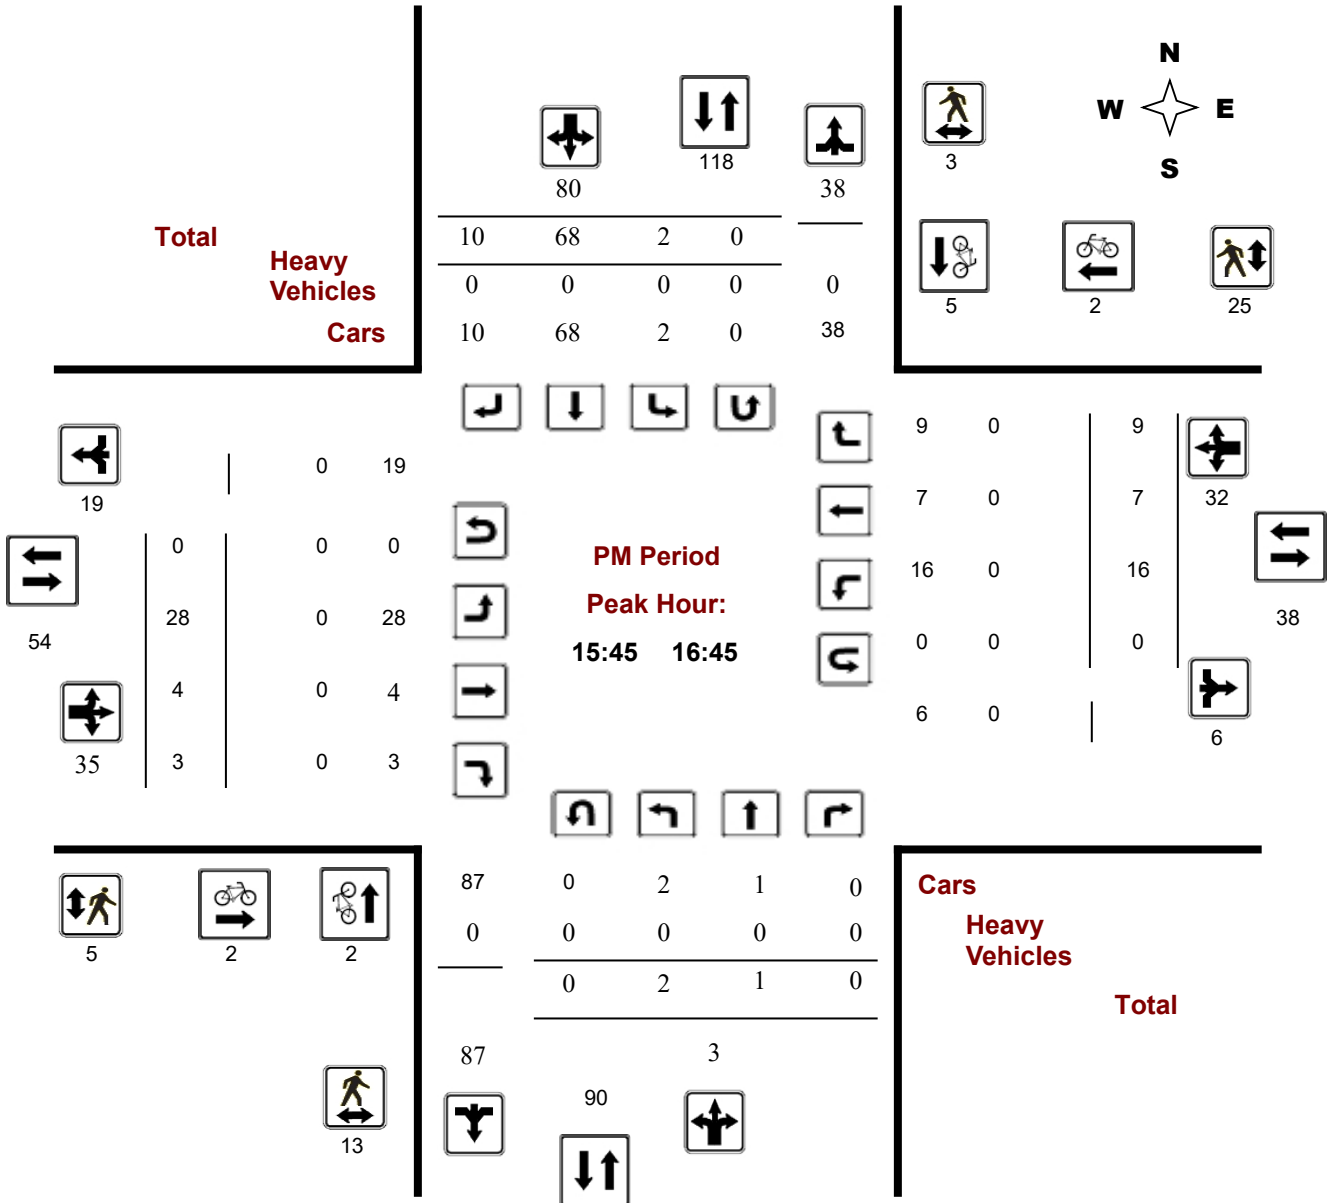 N
W E
S
118
3
80
38
Total
10 68 2 0
Heavy
Vehicles
0 0 0 0 0
5 2 25
Cars
10 68 2 0 38
9 0 9
0 19
19
32
7 0 7
0 0 0
PM Period
16 0 16
28 0 28
Peak Hour:
38
54
15:45 16:45
0 0 0
4 0 4
6 0
6
35
3 0 3
87 0 2 1 0
Cars
0 0 0 0 0
Heavy
Vehicles
5 2 2
0 2 1 0
Total
87 3
90
13